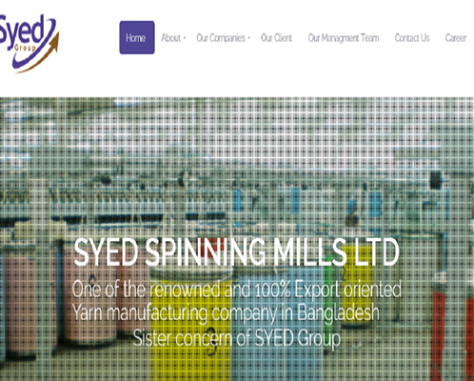 Syed
Group
Home About Our Companies Our Client Our Managment Team Contact Us Career
SYED SPINNING MILLS LTD
One of the renowned and 100% Export oriented
Yarn manufacturing company in Bangladesh
Sister concern of SYED Group
3